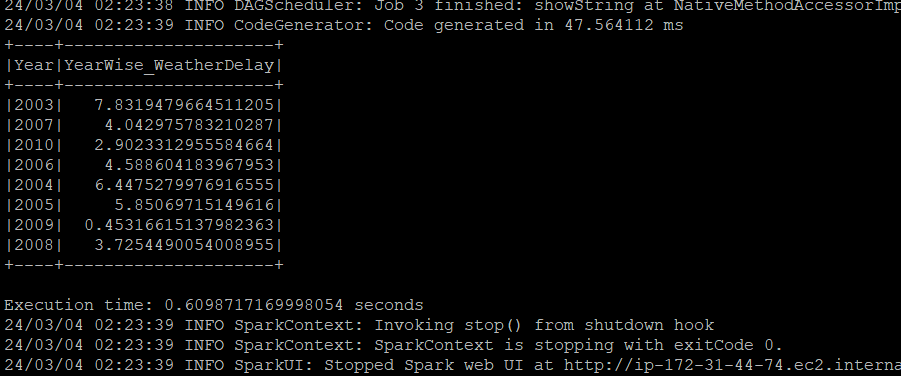 24/03/04 02:23:38 INFO DAGScheduler: Job 3 finished: showString at NativeMethodAccessorImp
24/03/04 02:23:39 INFO CodeGenerator: Code generated in 47.564112 ms
+----+---------------------+
|Year|YearWise_WeatherDelay|
+----+---------------------+
|2003|   7.8319479664511205|
|2007|    4.042975783210287|
|2010|   2.9023312955584664|
|2006|    4.588604183967953|
|2004|   6.4475279976916555|
|2005|     5.85069715149616|
|2009|  0.45316615137982363|
|2008|   3.7254490054008955|
+----+---------------------+
Execution time: 0.6098717169998054 seconds
24/03/04 02:23:39 INFO SparkContext: Invoking stop() from shutdown hook
24/03/04 02:23:39 INFO SparkContext: SparkContext is stopping with exitCode 0.
24/03/04 02:23:39 INFO SparkUI: Stopped Spark web UI at http://ip-172-31-44-74.ec2.interna